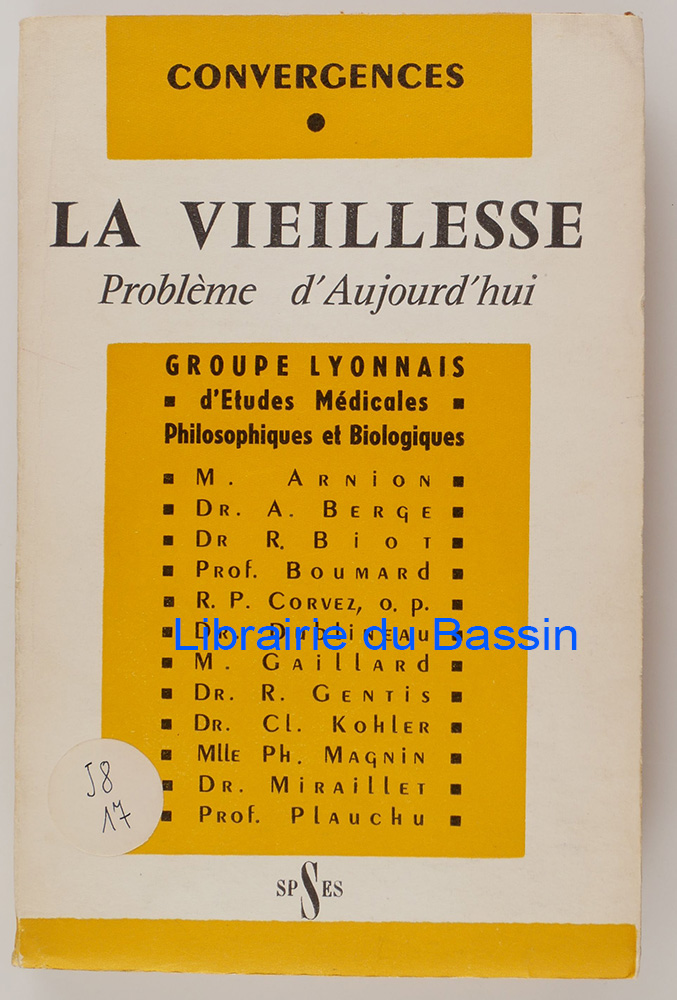 CONVERGENCES
LA VIEILLESSE
Problème d'Aujourd'hui
GROUPE LYONNAIS
d'Etudes Médicales
Philosophiques et Biologiques
M. ARNION
DR. A. BERGE
DR R. BIOT
PROF. BOUMARD
R. P. CORVEZ, O. P.
DR. DUBLINEAU
Librairie du Bassin
M. GAILLARD
DR. R. GENTIS
DR. CL. KOHLER
MLLE PH. MAGNIN
DR. MIRAILLET
PROF. PLAUCHU
J8
17
SPES